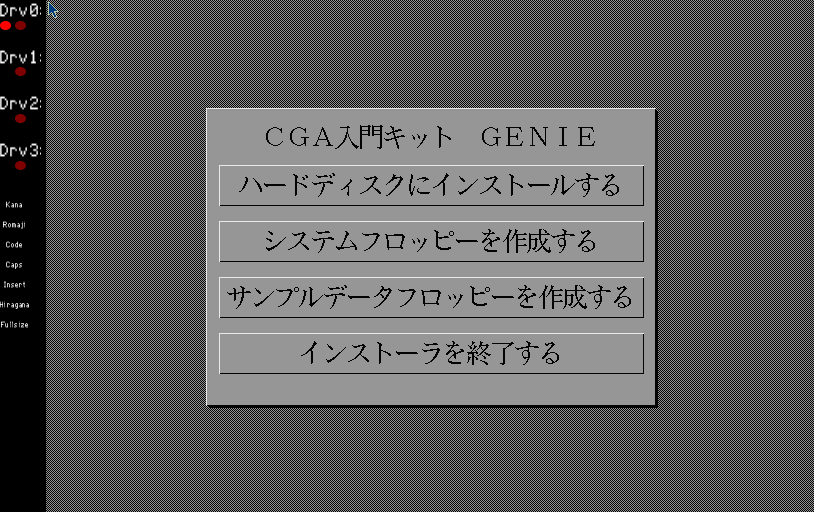 Drv0:
Drv1:
Drv2:
Drv3:
Kana
Romaji
Code
Caps
Insert
Hiragana
Fullsize
ＣＧＡ入門キット　ＧＥＮＩＥ
ハードディスクにインストールする
システムフロッピーを作成する
サンプルデータフロッピーを作成する
インストーラを終了する